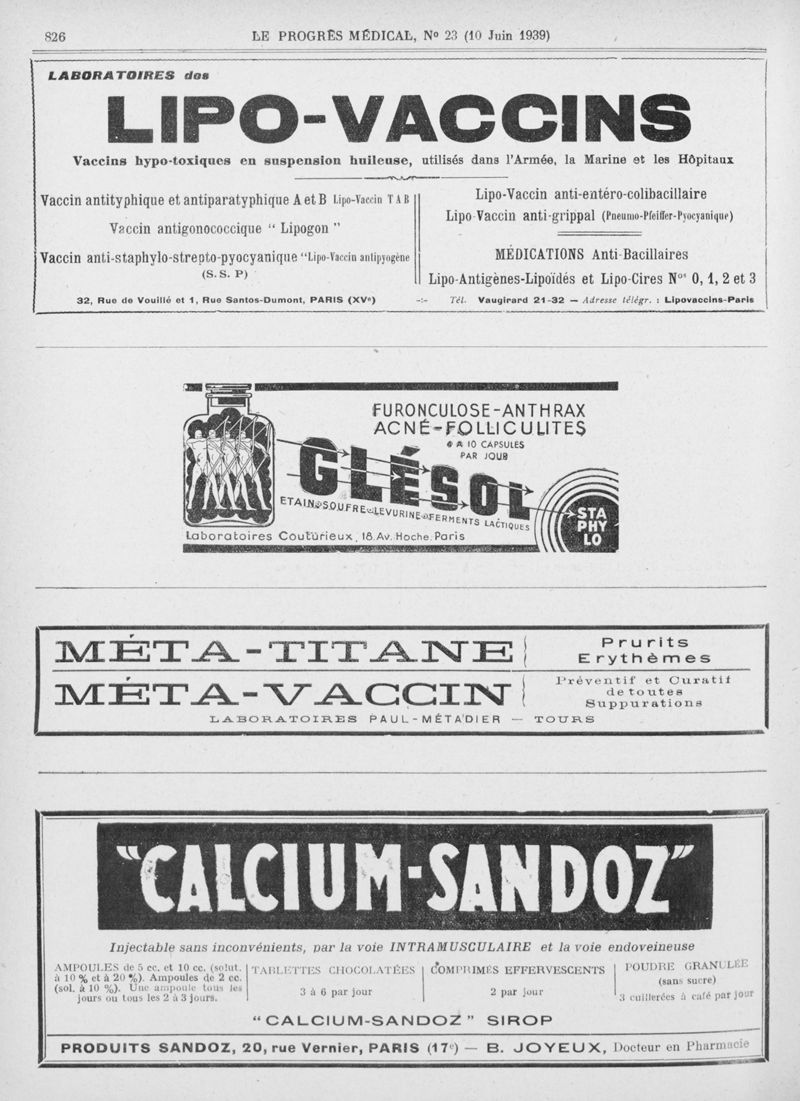 826
LE PROGRÈS MÉDICAL, Nº 23 (10 Juin 1939)
LABORATOIRES des
LIPO-VACCINS
Vaccins hypo-toxiques en suspension huileuse, utilisés dans l'Armée, la Marine et les Hôpitaux
Vaccin antityphique et antiparatyphique A et B Lipo-Vaccin T A B
Vaccin antigonococcique “ Lipogon ”
Vaccin anti-staphylo-strepto-pyocyanique “Lipo-Vaccin antipyogène
(S. S. P)
Lipo-Vaccin anti-entéro-colibacillaire
Lipo-Vaccin anti-grippal (Pneumo-Pfeiffer-Pyocyanique)
MÉDICATIONS Anti-Bacillaires
Lipo-Antigènes-Lipoïdés et Lipo-Cires Nos 0, 1, 2 et 3
32, Rue de Vouillé et 1, Rue Santos-Dumont, PARIS (XVe) -:- Tél. Vaugirard 21-32 — Adresse télégr. : Lipovaccins-Paris
FURONCULOSE-ANTHRAX
ACNÉ-FOLLICULITES
6 A 10 CAPSULES
PAR JOUR
GLÉSOL
ETAIN SOUFRE LEVURINE FERMENTS LACTIQUES
STA
PHY
LO
Laboratoires Couturieux, 18. Av. Hoche. Paris
MÉTA-TITANE
Prurits
Erythèmes
MÉTA-VACCIN
Préventif et Curatif
de toutes
Suppurations
LABORATOIRES PAUL-MÉTADIER — TOURS
“CALCIUM-SANDOZ”
Injectable sans inconvénients, par la voie INTRAMUSCULAIRE et la voie endoveineuse
AMPOULES de 5 cc. et 10 cc. (solut.
à 10 % et à 20 %). Ampoules de 2 cc.
(sol. à 10 %). Une ampoule tous les
jours ou tous les 2 à 3 jours.
TABLETTES CHOCOLATÉES
3 à 6 par jour
COMPRIMÉS EFFERVESCENTS
2 par jour
POUDRE GRANULÉE
(sans sucre)
3 cuillerées à café par jour
“CALCIUM-SANDOZ” SIROP
PRODUITS SANDOZ, 20, rue Vernier, PARIS (17e) — B. JOYEUX, Docteur en Pharmacie